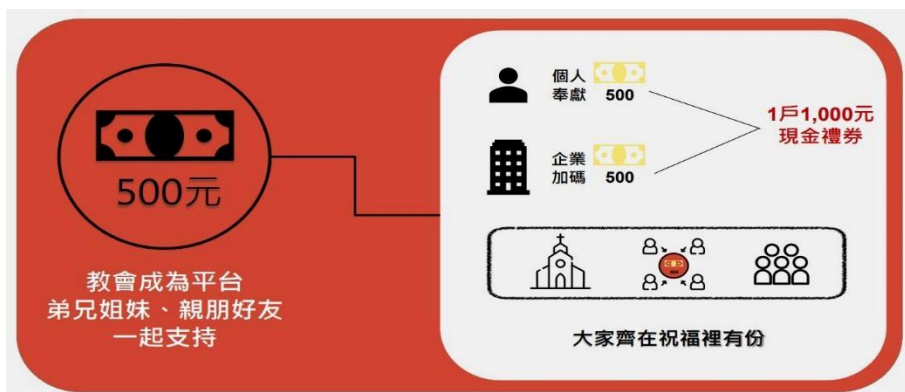 500元
教會成為平台
弟兄姐妹、親朋好友
一起支持
個人
奉獻 500
企業
加碼 500
1戶1,000元
現金禮券
大家齊在祝福裡有份